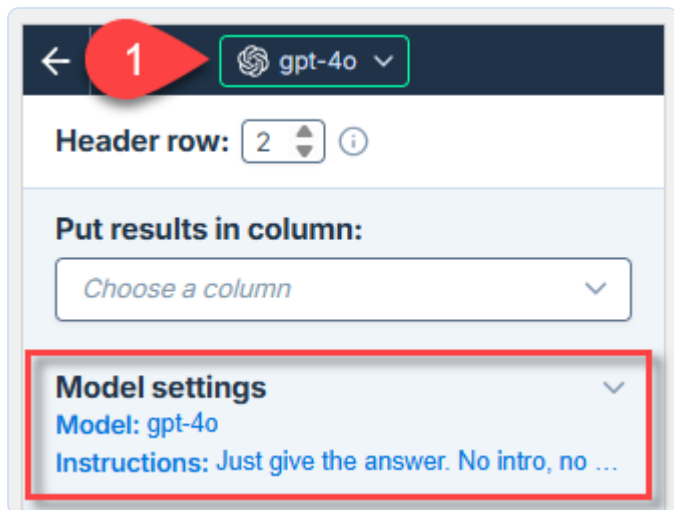 1
gpt-4o
Header row: 2
Put results in column:
Choose a column
Model settings
Model: gpt-4o
Instructions: Just give the answer. No intro, no ...